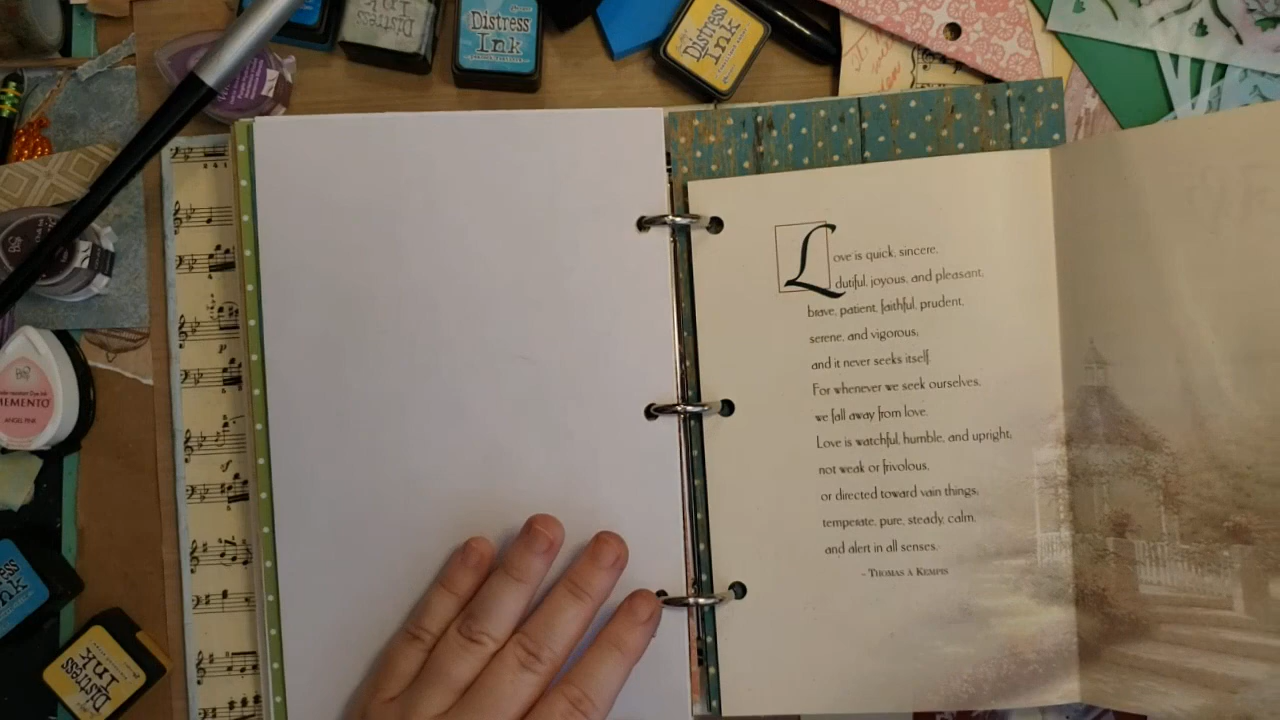 Distress
Ink
Distress
Ink
Distress
Ink
Love is quick, sincere,
dutiful, joyous, and pleasant,
brave, patient, faithful, prudent,
serene, and vigorous;
and it never seeks itself.
For whenever we seek ourselves,
we fall away from love.
Love is watchful, humble, and upright;
not weak or frivolous,
or directed toward vain things;
temperate, pure, steady, calm,
and alert in all senses.
– Thomas à Kempis
MEMENTO
ANGEL PINK
Ink
Distress
Ink